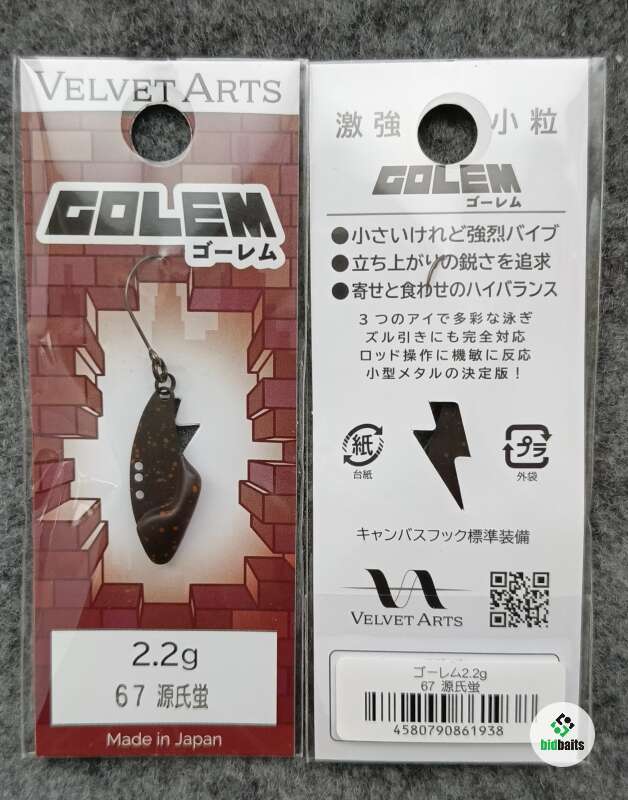 VELVET ARTS
GOLEM
ゴーレム
2.2g
67 源氏蛍
Made in Japan
激強 小粒
GOLEM
ゴーレム
●小さいけれど強烈バイブ
●立ち上がりの鋭さを追求
●寄せと食わせのハイバランス
3つのアイで多彩な泳ぎ
ズル引きにも完全対応
ロッド操作に機敏に反応
小型メタルの決定版!
紙
台紙
プラ
外袋
キャンバスフック標準装備
VELVET ARTS
ゴーレム2.2g
67 源氏蛍
4580790861938
bidbaits